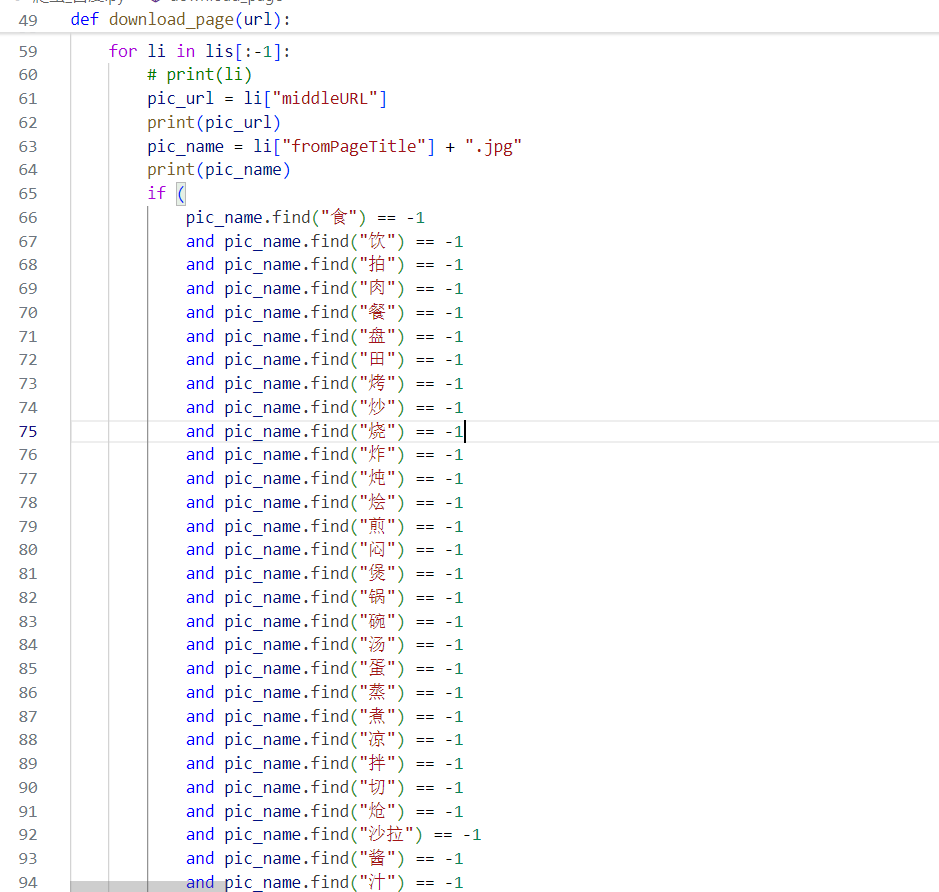 49 def download_page(url):
59 for li in lis[:-1]:
60 # print(li)
61 pic_url = li["middleURL"]
62 print(pic_url)
63 pic_name = li["fromPageTitle"] + ".jpg"
64 print(pic_name)
65 if (
66 pic_name.find("食") == -1
67 and pic_name.find("饮") == -1
68 and pic_name.find("拍") == -1
69 and pic_name.find("肉") == -1
70 and pic_name.find("餐") == -1
71 and pic_name.find("盘") == -1
72 and pic_name.find("田") == -1
73 and pic_name.find("烤") == -1
74 and pic_name.find("炒") == -1
75 and pic_name.find("烧") == -1
76 and pic_name.find("炸") == -1
77 and pic_name.find("炖") == -1
78 and pic_name.find("烩") == -1
79 and pic_name.find("煎") == -1
80 and pic_name.find("闷") == -1
81 and pic_name.find("煲") == -1
82 and pic_name.find("锅") == -1
83 and pic_name.find("碗") == -1
84 and pic_name.find("汤") == -1
85 and pic_name.find("蛋") == -1
86 and pic_name.find("蒸") == -1
87 and pic_name.find("煮") == -1
88 and pic_name.find("凉") == -1
89 and pic_name.find("拌") == -1
90 and pic_name.find("切") == -1
91 and pic_name.find("炝") == -1
92 and pic_name.find("沙拉") == -1
93 and pic_name.find("酱") == -1
94 and pic_name.find("汁") == -1